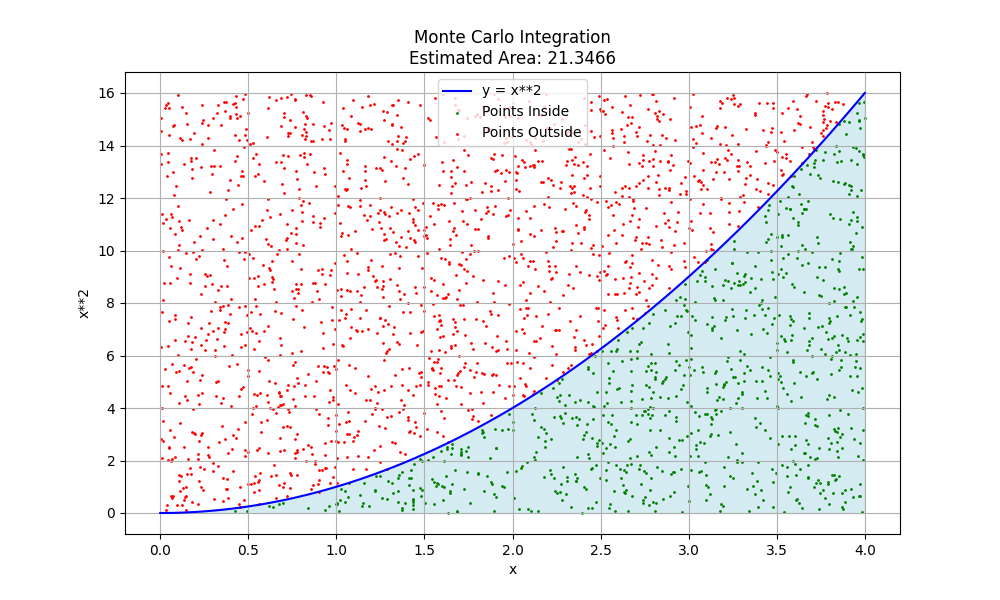 Monte Carlo Integration
Estimated Area: 21.3466
y = x**2
Points Inside
Points Outside
16
14
12
10
8
6
4
2
0
x**2
0.0 0.5 1.0 1.5 2.0 2.5 3.0 3.5 4.0
x